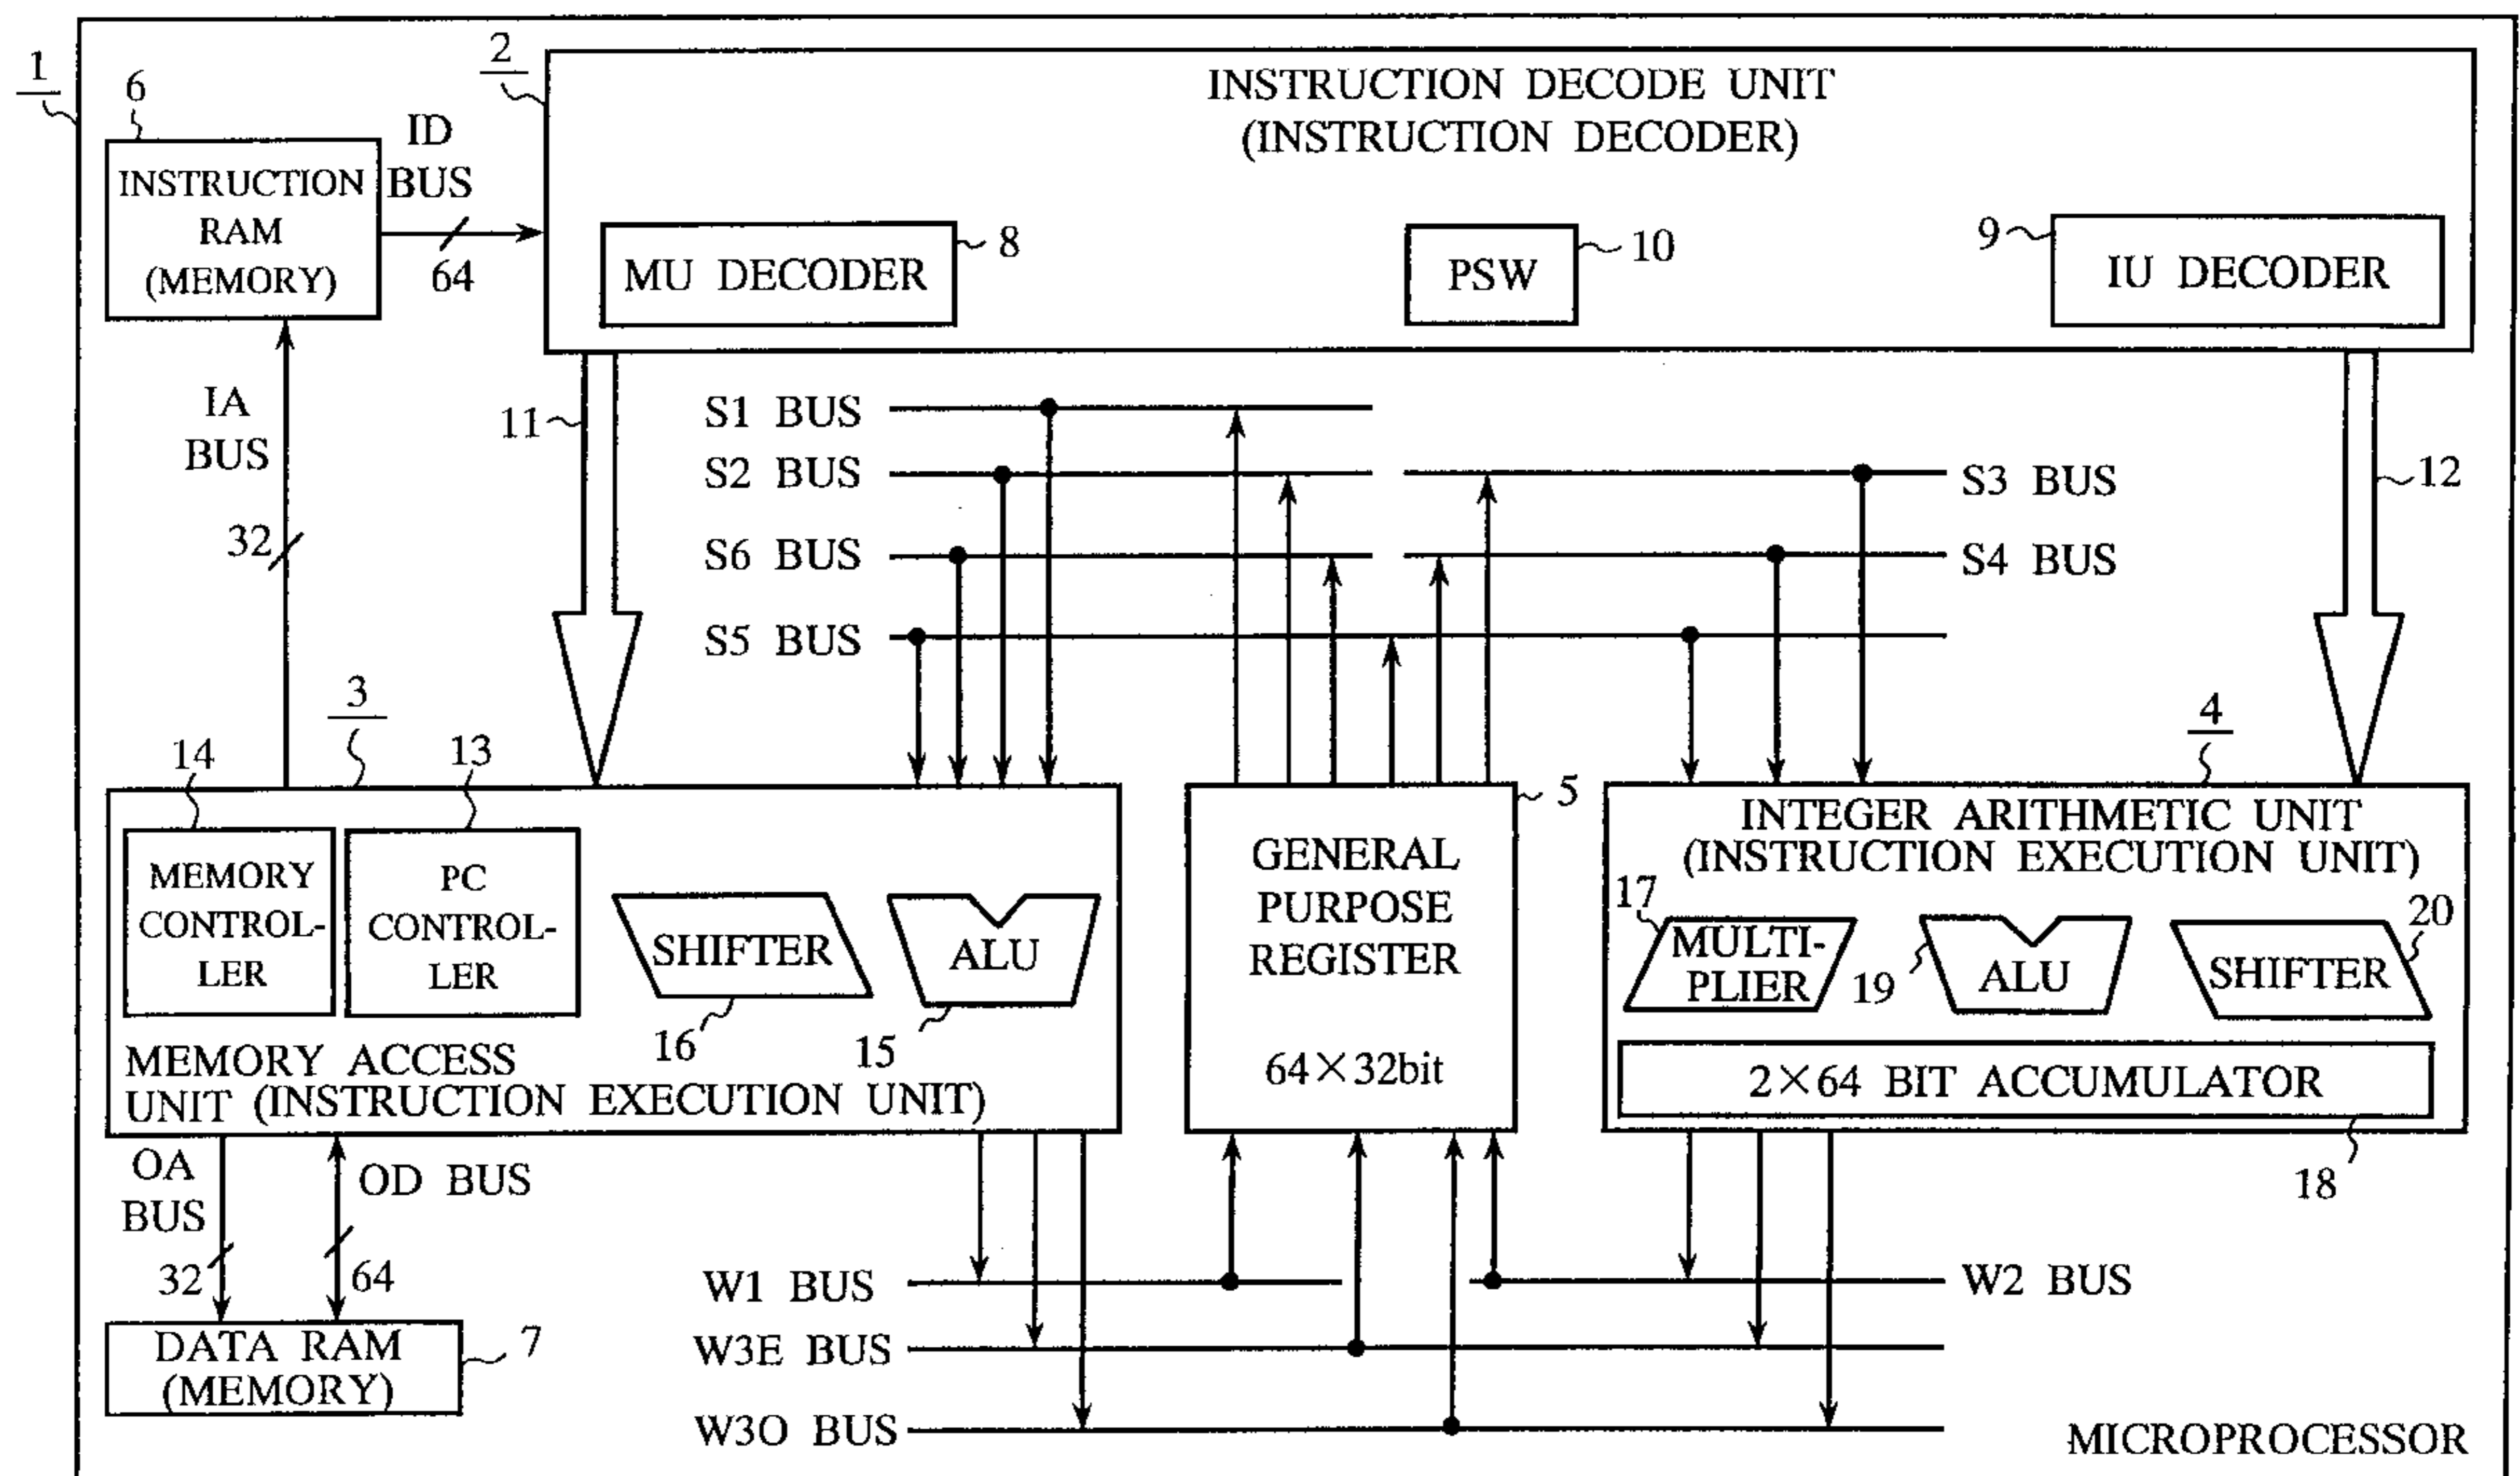 1
2
INSTRUCTION DECODE UNIT
(INSTRUCTION DECODER)
6
ID
BUS
64
INSTRUCTION
RAM
(MEMORY)
MU DECODER
8
PSW
10
9
IU DECODER
IA
BUS
32
11
12
S1 BUS
S2 BUS
S3 BUS
S6 BUS
S4 BUS
S5 BUS
3
14
13
MEMORY
CONTROL-
LER
PC
CONTROL-
LER
SHIFTER
16
ALU
15
MEMORY ACCESS
UNIT (INSTRUCTION EXECUTION UNIT)
5
GENERAL
PURPOSE
REGISTER
64×32bit
4
INTEGER ARITHMETIC UNIT
(INSTRUCTION EXECUTION UNIT)
17
MULTI-
PLIER
19
ALU
20
SHIFTER
2×64 BIT ACCUMULATOR
18
OA
BUS
32
OD BUS
64
DATA RAM
(MEMORY)
7
W1 BUS
W2 BUS
W3E BUS
W3O BUS
MICROPROCESSOR